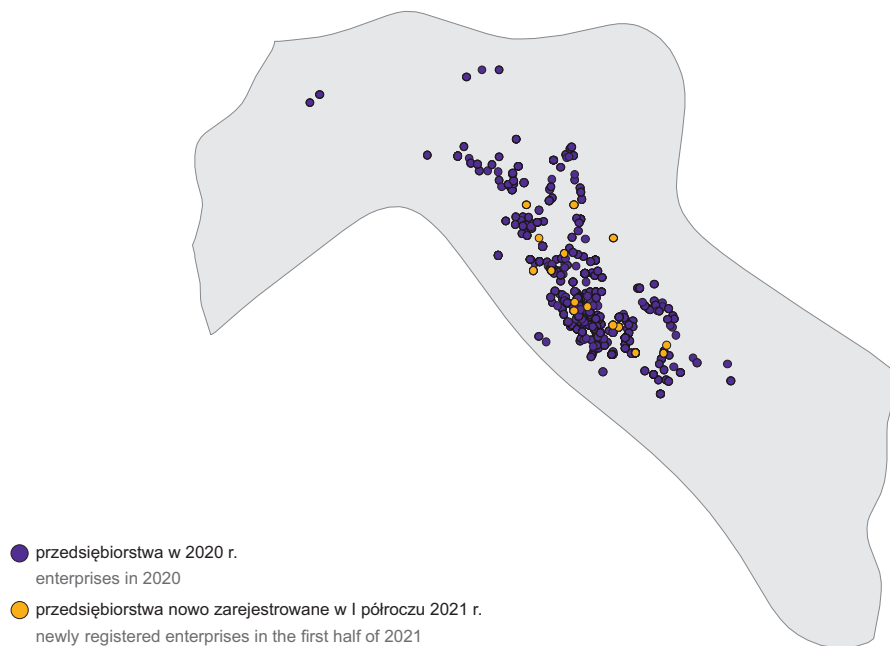 przedsiębiorstwa w 2020 r.
enterprises in 2020
przedsiębiorstwa nowo zarejestrowane w I półroczu 2021 r.
newly registered enterprises in the first half of 2021